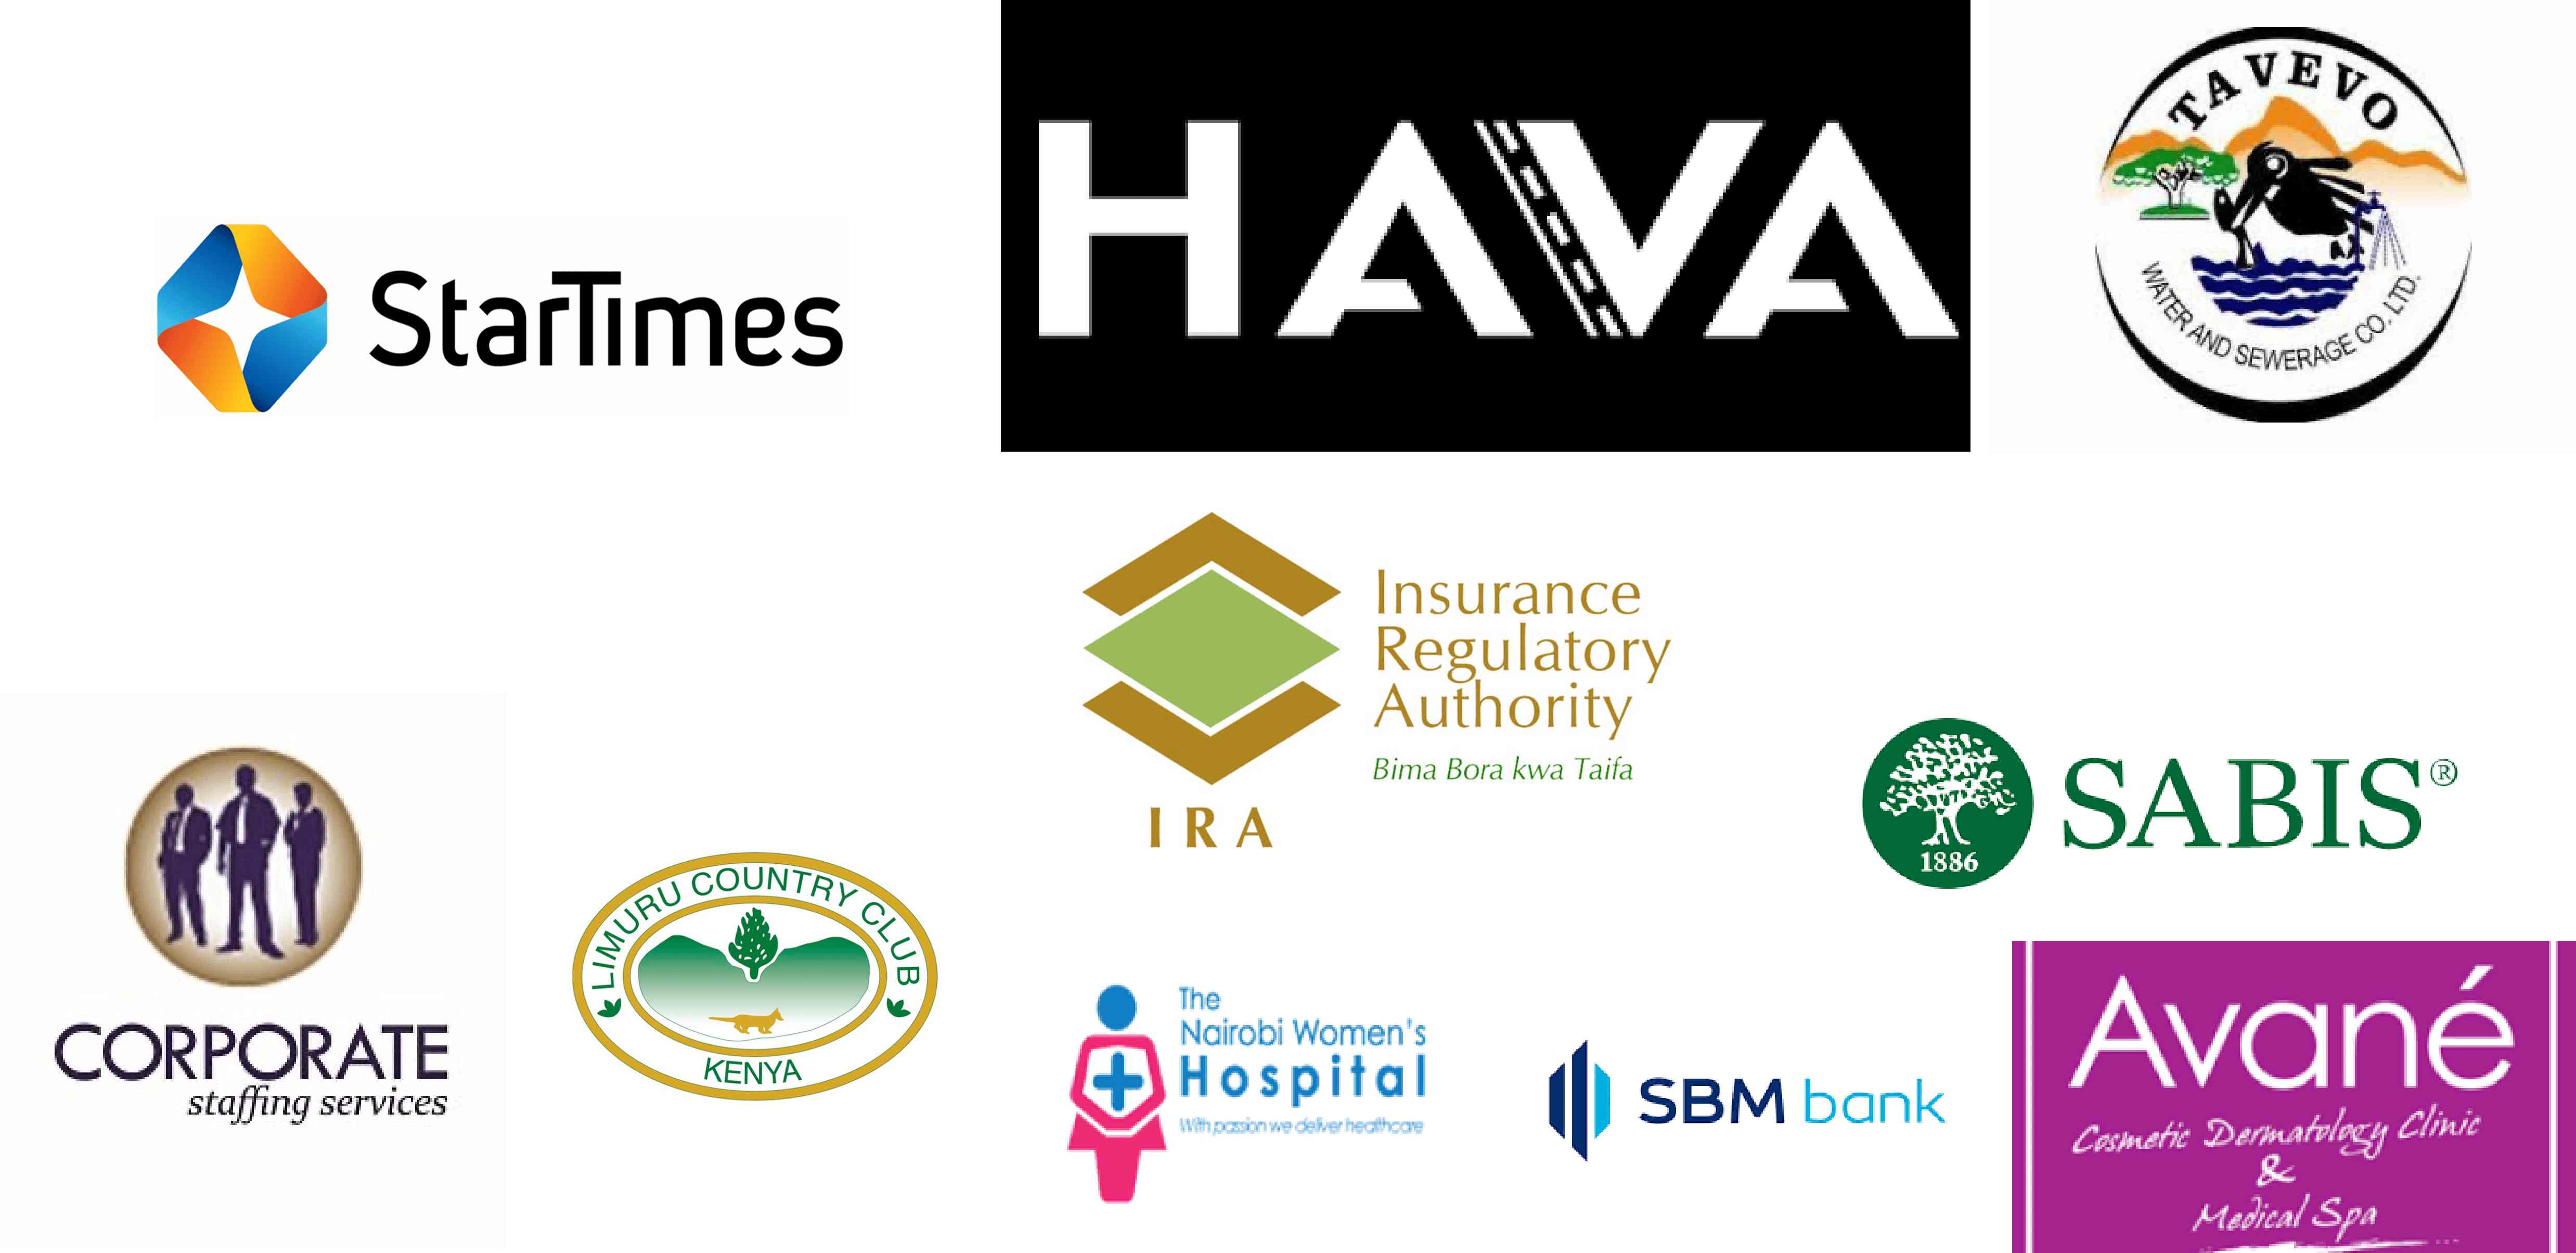 StarTimes
HAVA
TAVEVO
WATER AND SEWERAGE CO. LTD.
Insurance
Regulatory
Authority
Bima Bora kwa Taifa
IRA
SABIS®
1886
CORPORATE
staffing services
LIMURU COUNTRY CLUB
KENYA
The
Nairobi Women's
Hospital
With passion we deliver healthcare
SBM bank
Avané
Cosmetic Dermatology Clinic
&
Medical Spa